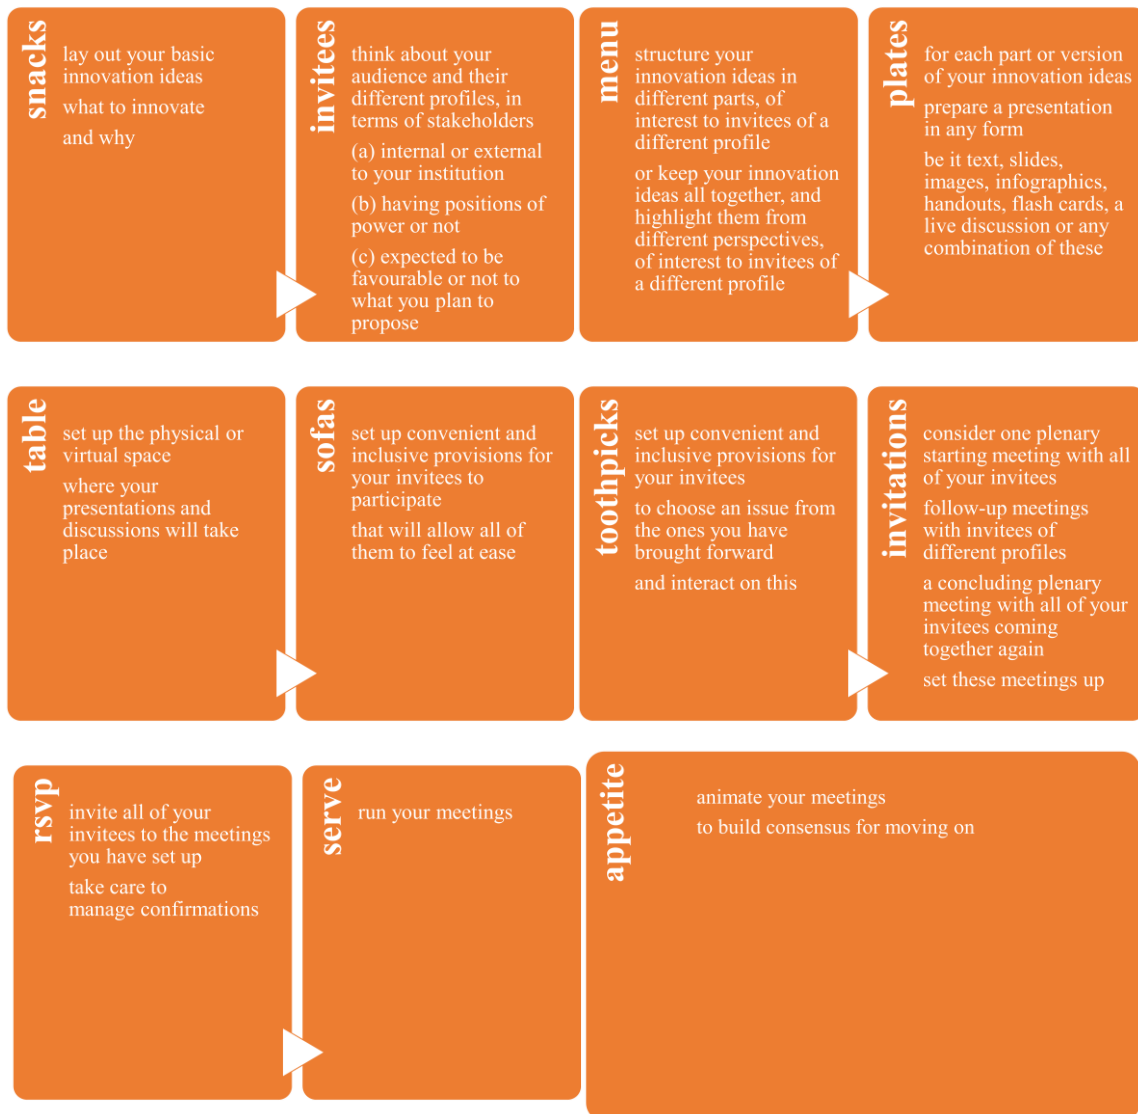 snacks
lay out your basic
innovation ideas
what to innovate
and why
invitees
think about your
audience and their
different profiles, in
terms of stakeholders
(a) internal or external
to your institution
(b) having positions of
power or not
(c) expected to be
favourable or not to
what you plan to
propose
menu
structure your
innovation ideas in
different parts, of
interest to invitees of a
different profile
or keep your innovation
ideas all together, and
highlight them from
different perspectives,
of interest to invitees of
a different profile
plates
for each part or version
of your innovation ideas
prepare a presentation
in any form
be it text, slides,
images, infographics,
handouts, flash cards, a
live discussion or any
combination of these
table
set up the physical or
virtual space
where your
presentations and
discussions will take
place
sofas
set up convenient and
inclusive provisions for
your invitees to
participate
that will allow all of
them to feel at ease
toothpicks
set up convenient and
inclusive provisions for
your invitees
to choose an issue from
the ones you have
brought forward
and interact on this
invitations
consider one plenary
starting meeting with all
of your invitees
follow-up meetings
with invitees of
different profiles
a concluding plenary
meeting with all of your
invitees coming
together again
set these meetings up
rsvp
invite all of your
invitees to the meetings
you have set up
take care to
manage confirmations
serve
run your meetings
appetite
animate your meetings
to build consensus for moving on